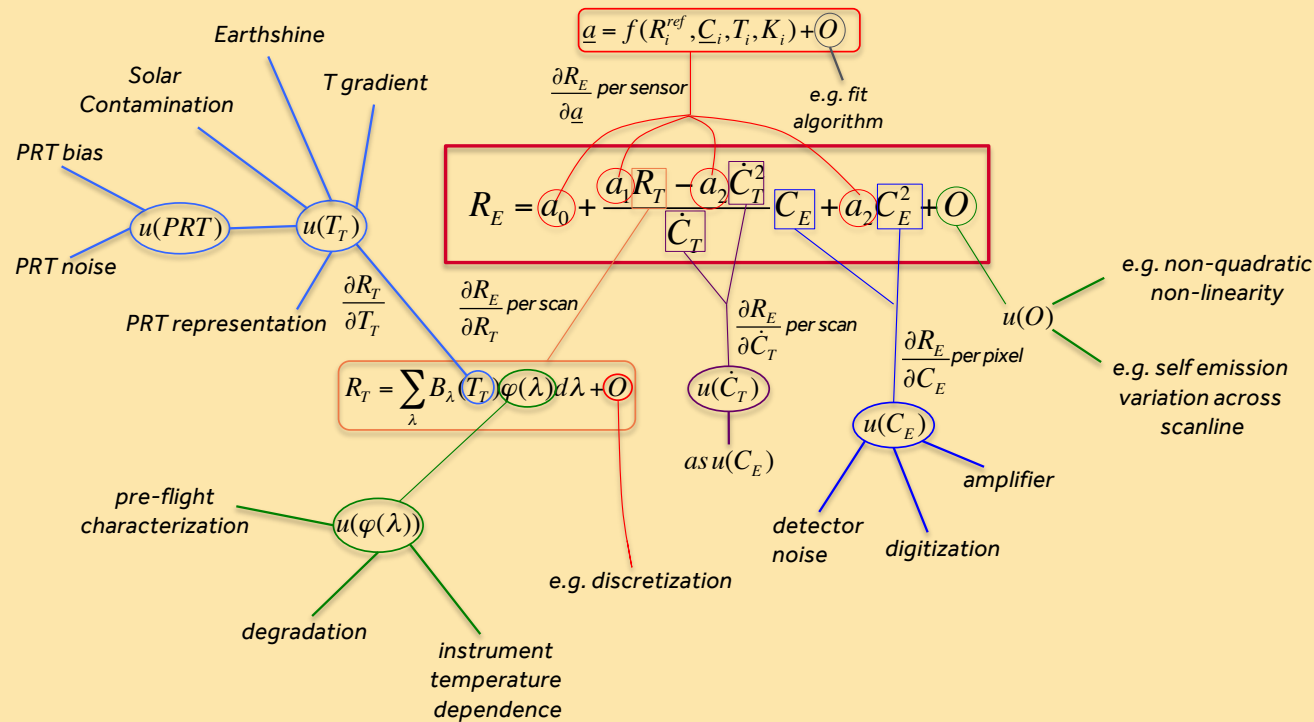 a = f(R_i^{ref}, C_i, T_i, K_i) + O
Earthshine
Solar
Contamination
T gradient
∂R_E/∂a per sensor
e.g. fit
algorithm
PRT bias
u(PRT)
u(T_T)
PRT noise
PRT representation
R_E = a_0 + (a_1 R_T − a_2 Ċ_T^2)/Ċ_T C_E + a_2 C_E^2 + O
∂R_T/∂T_T
∂R_E/∂R_T per scan
∂R_E/∂Ċ_T per scan
∂R_E/∂C_E per pixel
u(O)
e.g. non-quadratic
non-linearity
e.g. self emission
variation across
scanline
R_T = ∑_λ B_λ(T_T)φ(λ)dλ + O
u(Ċ_T)
as u(C_E)
u(C_E)
detector
noise
digitization
amplifier
pre-flight
characterization
u(φ(λ))
degradation
instrument
temperature
dependence
e.g. discretization